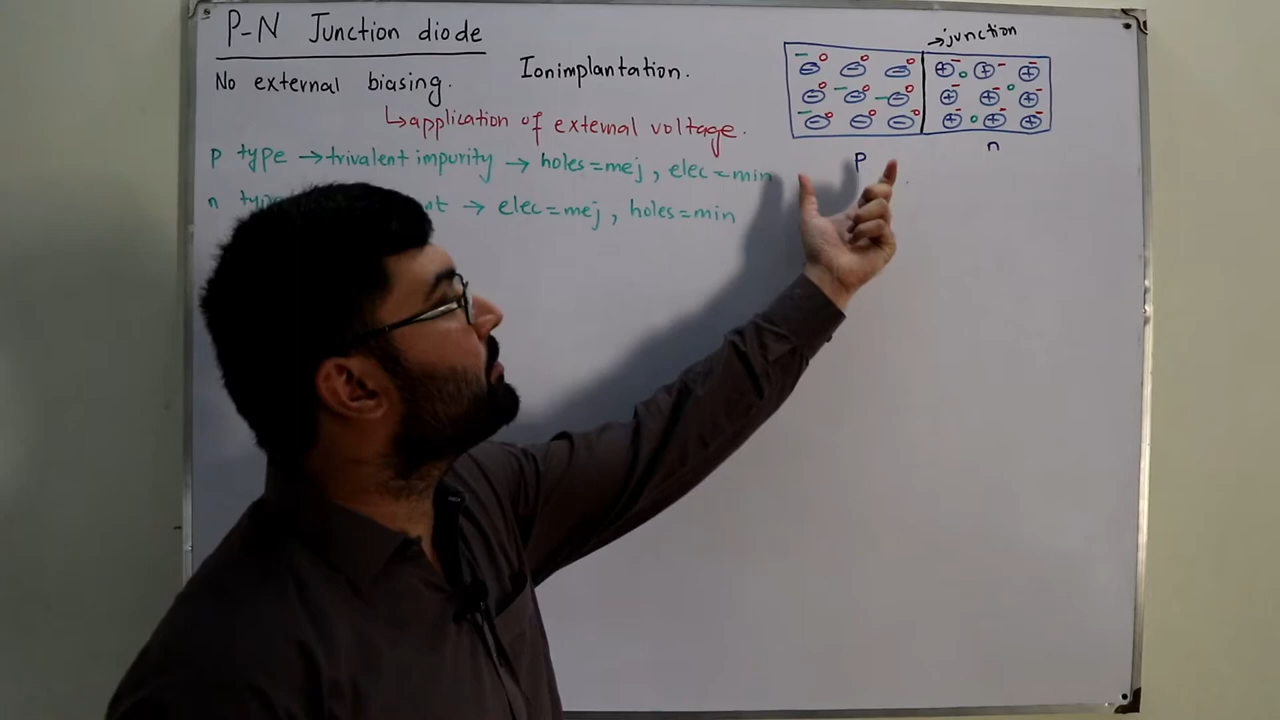 P-N Junction diode
No external biasing.
Ionimplantation.
↳application of external voltage.
P type →trivalent impurity → holes=mej, elec=min
n type → elec=mej, holes=min
→junction
P
n